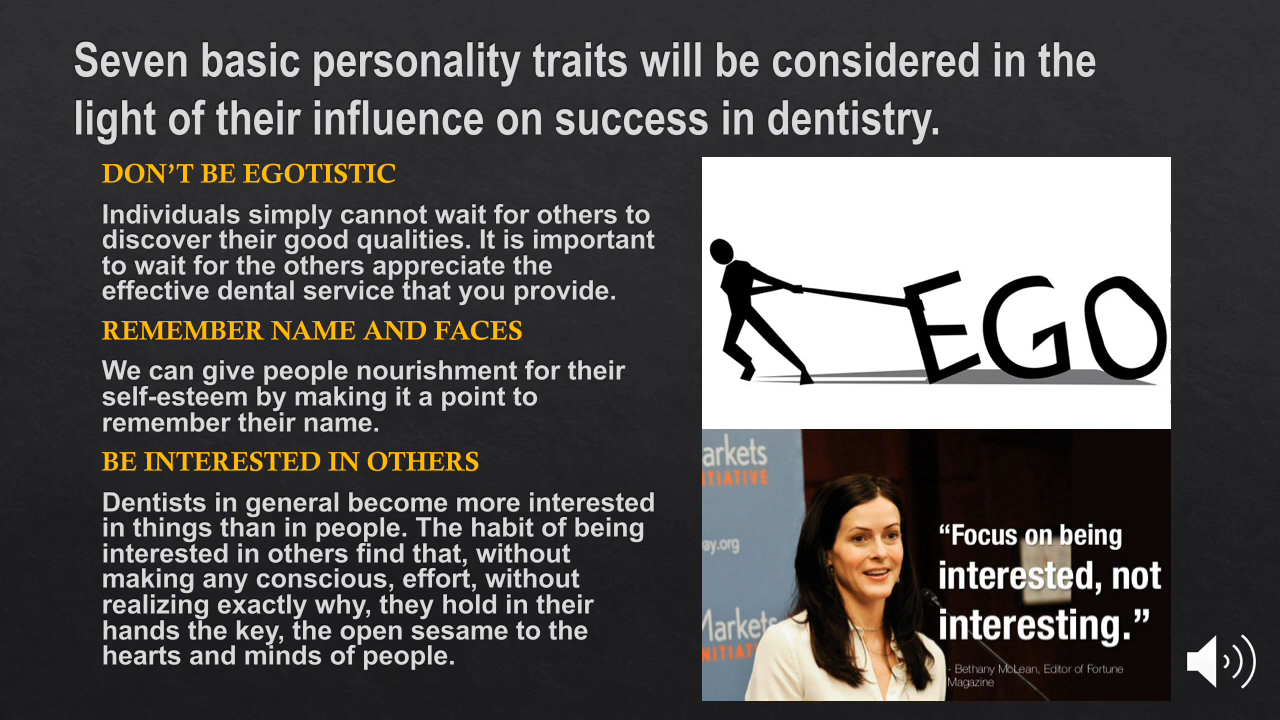 Seven basic personality traits will be considered in the
light of their influence on success in dentistry.
DON’T BE EGOTISTIC
Individuals simply cannot wait for others to
discover their good qualities. It is important
to wait for the others appreciate the
effective dental service that you provide.
REMEMBER NAME AND FACES
We can give people nourishment for their
self-esteem by making it a point to
remember their name.
BE INTERESTED IN OTHERS
Dentists in general become more interested
in things than in people. The habit of being
interested in others find that, without
making any conscious, effort, without
realizing exactly why, they hold in their
hands the key, the open sesame to the
hearts and minds of people.
EGO
arkets
ITIATIVE
ay.org
Markets
INITIATI
“Focus on being
interested, not
interesting.”
- Bethany McLean, Editor of Fortune
Magazine